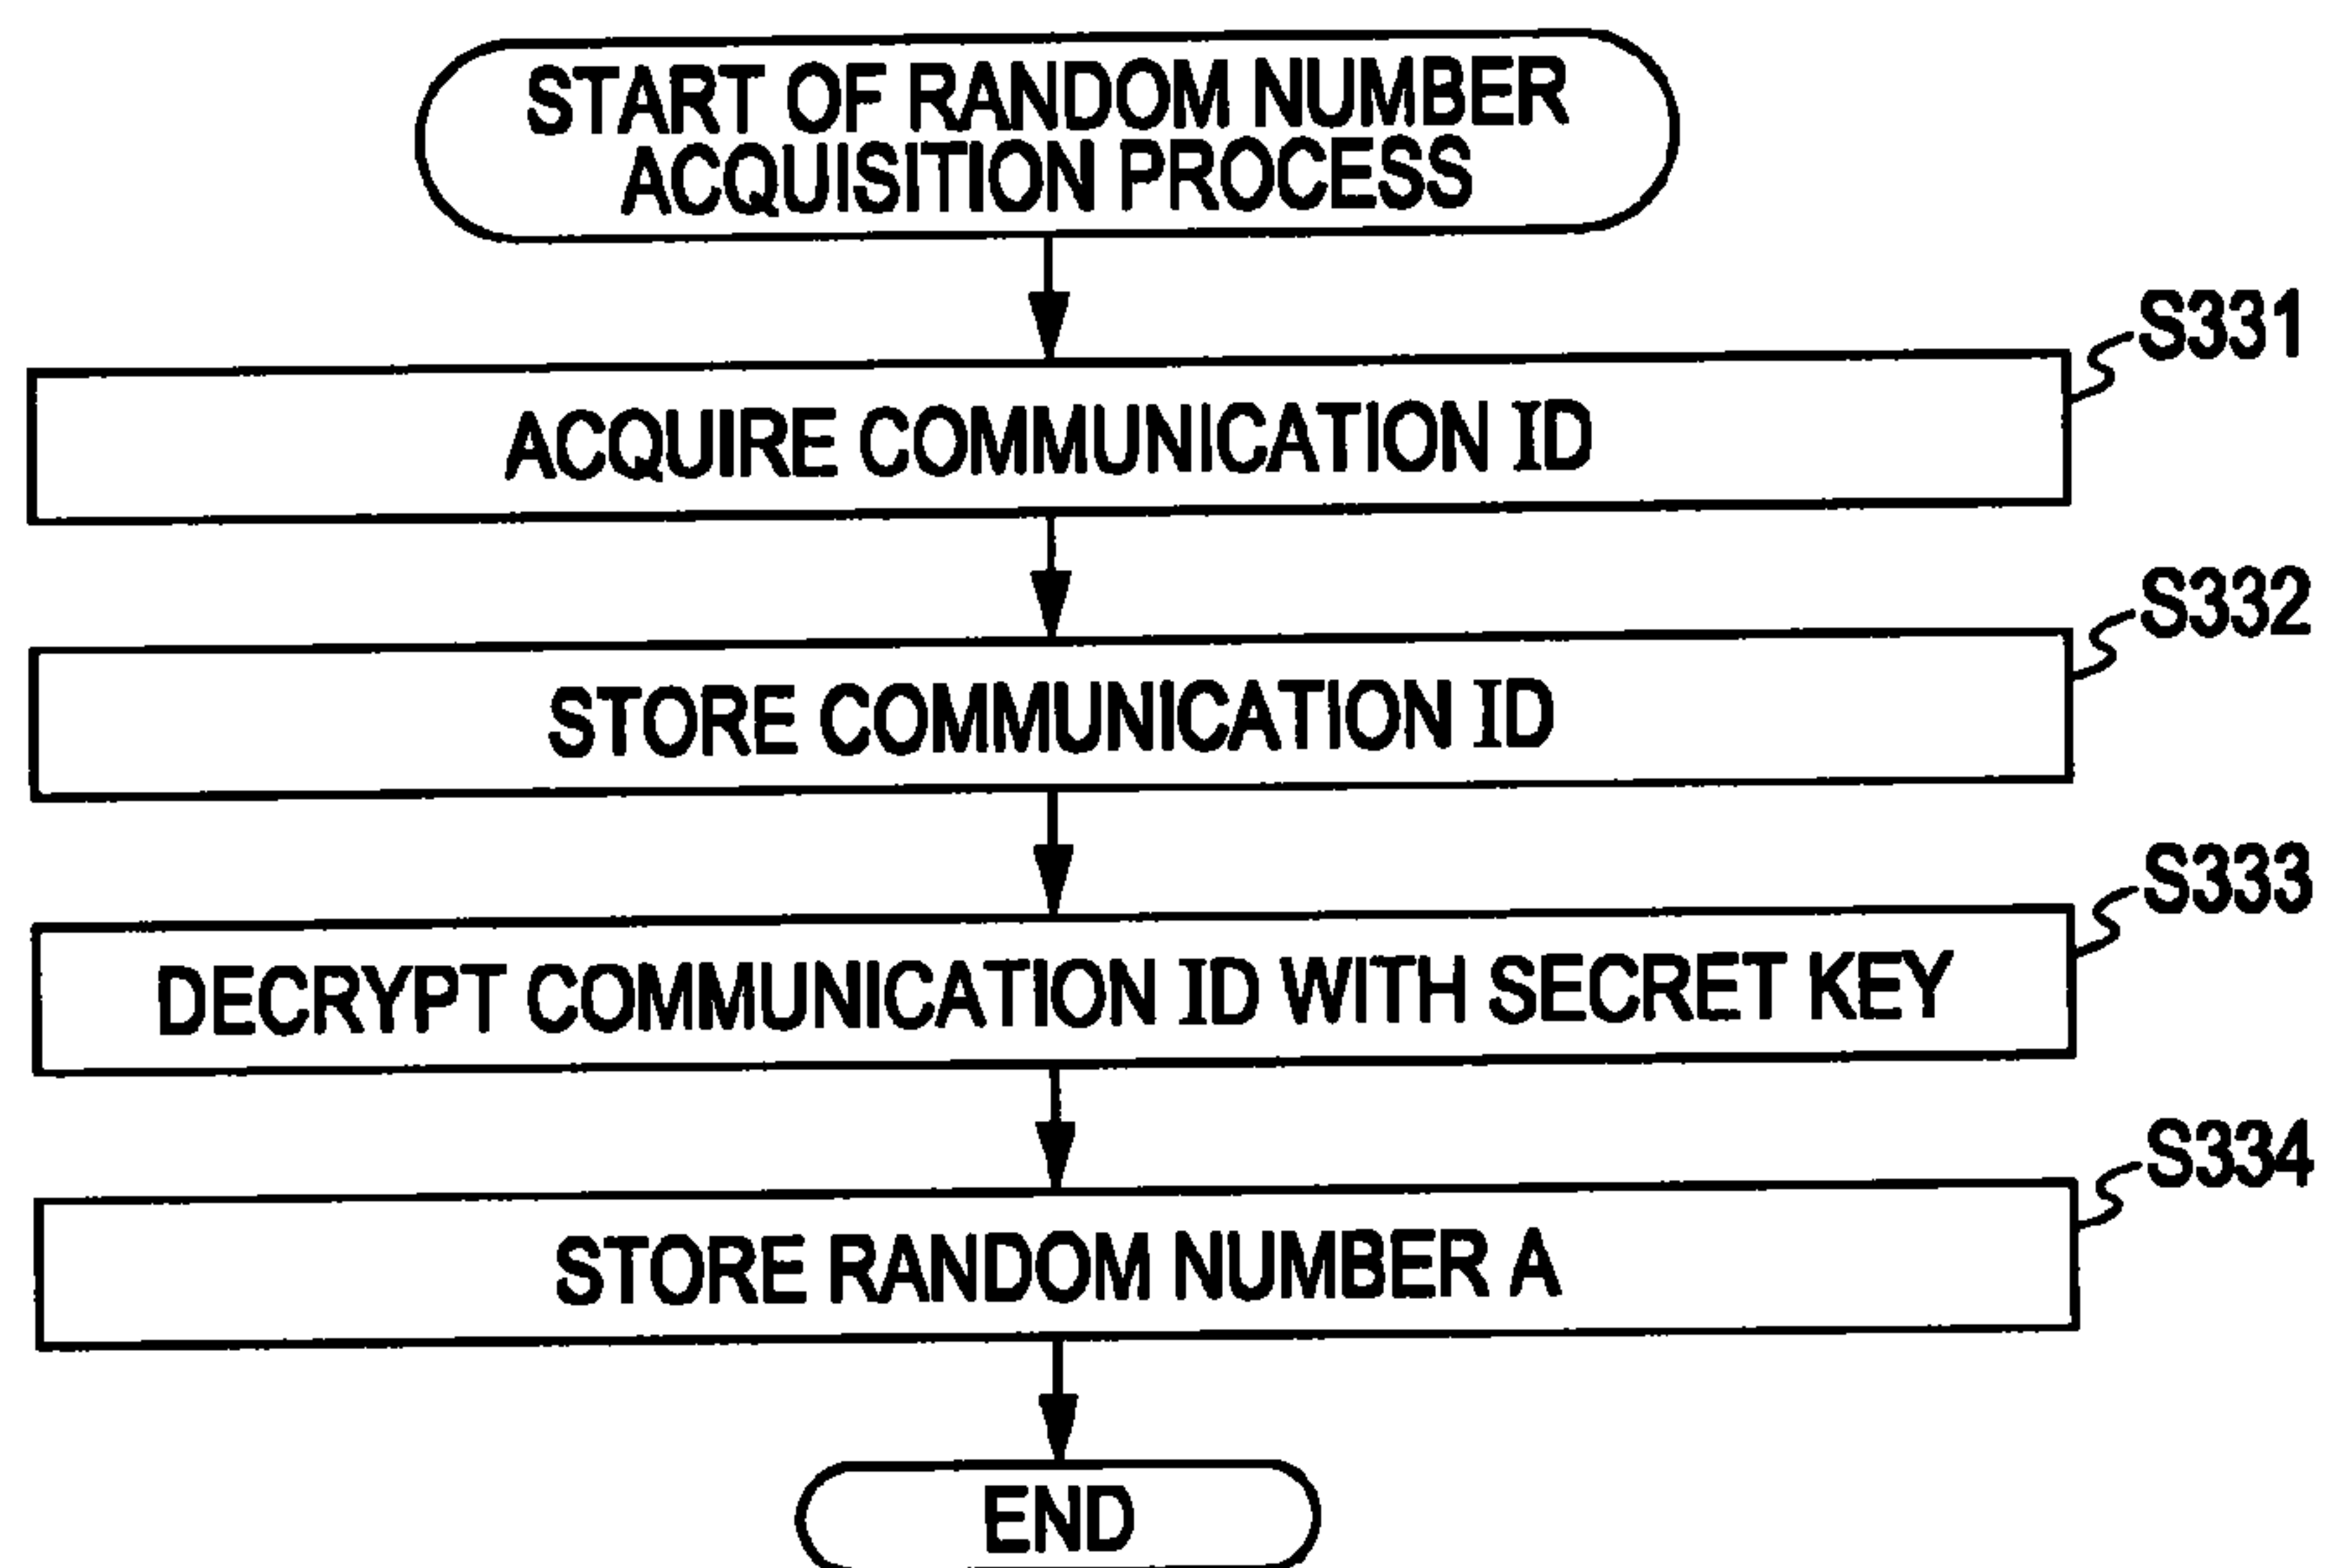 START OF RANDOM NUMBER
ACQUISITION PROCESS
S331
ACQUIRE COMMUNICATION ID
S332
STORE COMMUNICATION ID
S333
DECRYPT COMMUNICATION ID WITH SECRET KEY
S334
STORE RANDOM NUMBER A
END